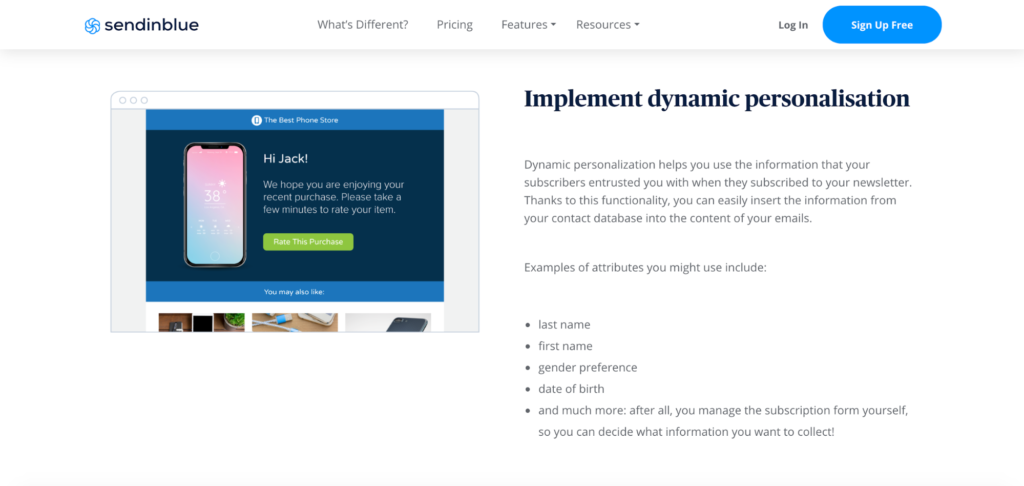 sendinblue
What's Different?
Pricing
Features
Resources
Log In
Sign Up Free
The Best Phone Store
38°
Hi Jack!
We hope you are enjoying your
recent purchase. Please take a
few minutes to rate your item.
Rate This Purchase
You may also like:
Implement dynamic personalisation
Dynamic personalization helps you use the information that your
subscribers entrusted you with when they subscribed to your newsletter.
Thanks to this functionality, you can easily insert the information from
your contact database into the content of your emails.
Examples of attributes you might use include:
• last name
• first name
• gender preference
• date of birth
• and much more: after all, you manage the subscription form yourself,
so you can decide what information you want to collect!